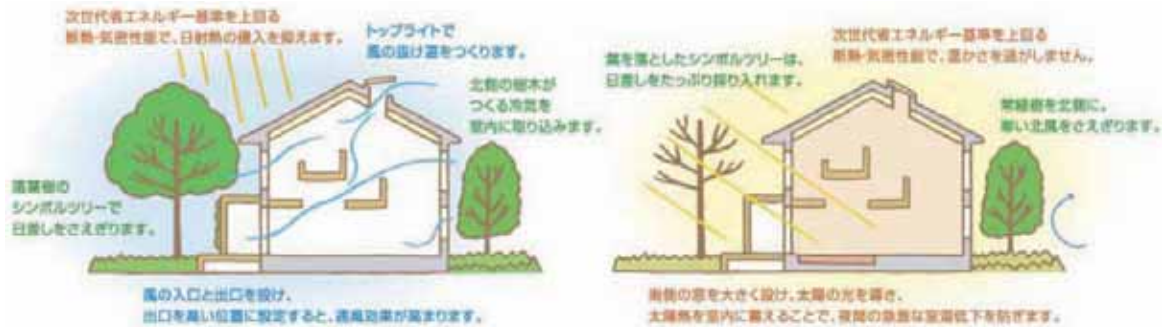 次世代省エネルギー基準を上回る
断熱・気密性能で、日射熱の侵入を抑えます。
トップライトで
風の抜け道をつくります。
北側の樹木が
つくる冷気を
室内に取り込みます。
落葉樹の
シンボルツリーで
日差しをさえぎります。
風の入口と出口を設け、
出口を高い位置に設定すると、通風効果が高まります。
葉を落としたシンボルツリーは、
日差しをたっぷり採り入れます。
次世代省エネルギー基準を上回る
断熱・気密性能で、温かさを逃がしません。
常緑樹を北側に。
寒い北風をさえぎります。
南側の窓を大きく設け、太陽の光を導き、
太陽熱を室内に蓄えることで、夜間の急激な室温低下を防ぎます。